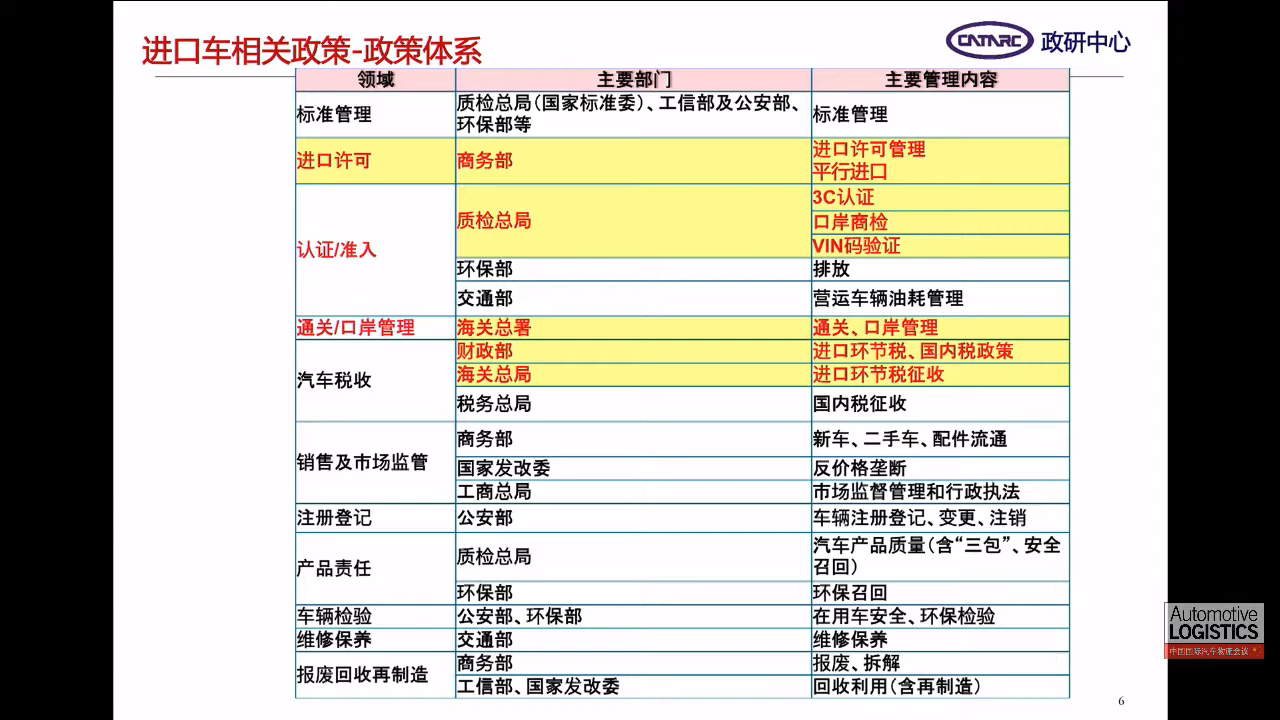 进口车相关政策-政策体系
CATARC 政研中心
领域 主要部门 主要管理内容
标准管理 质检总局（国家标准委）、工信部及公安部、 标准管理
环保部等
进口许可 商务部 进口许可管理
平行进口
认证/准入 质检总局 3C认证
口岸商检
VIN码验证
环保部 排放
交通部 营运车辆油耗管理
通关/口岸管理 海关总署 通关、口岸管理
汽车税收 财政部 进口环节税、国内税政策
海关总局 进口环节税征收
税务总局 国内税征收
销售及市场监管 商务部 新车、二手车、配件流通
国家发改委 反价格垄断
工商总局 市场监督管理和行政执法
注册登记 公安部 车辆注册登记、变更、注销
产品责任 质检总局 汽车产品质量（含“三包”、安全
召回）
环保部 环保召回
车辆检验 公安部、环保部 在用车安全、环保检验
维修保养 交通部 维修保养
报废回收再制造 商务部 报废、拆解
工信部、国家发改委 回收利用（含再制造）
Automotive
LOGISTICS
中国国际汽车物流会议
6